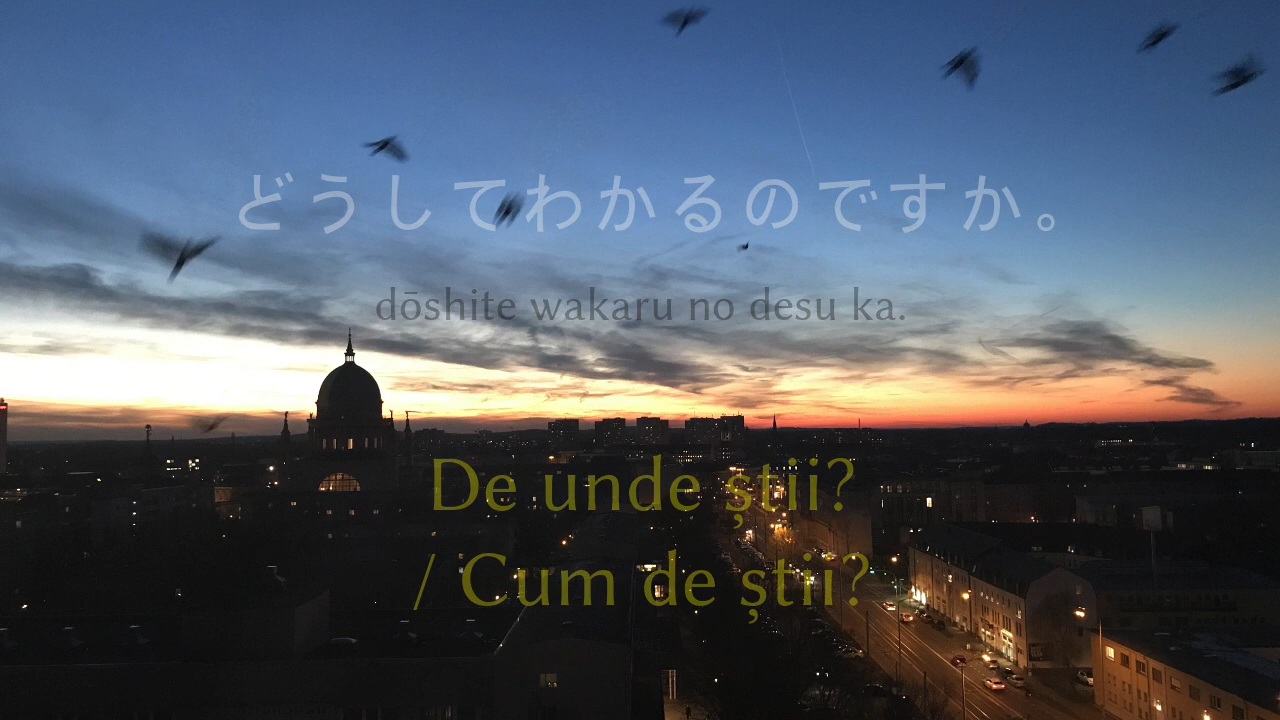 どうしてわかるのですか。
dōshite wakaru no desu ka.
De unde știi?
/ Cum de știi?